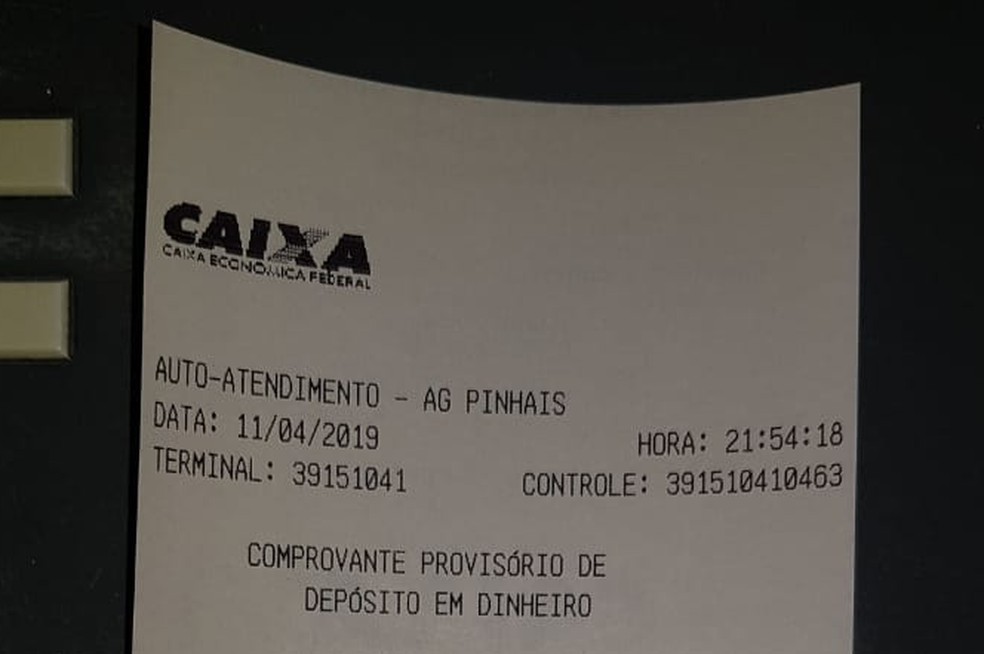 CAIXA
CAIXA ECONÔMICA FEDERAL
AUTO-ATENDIMENTO - AG PINHAIS
DATA: 11/04/2019 HORA: 21:54:18
TERMINAL: 39151041 CONTROLE: 391510410463
COMPROVANTE PROVISÓRIO DE
DEPÓSITO EM DINHEIRO